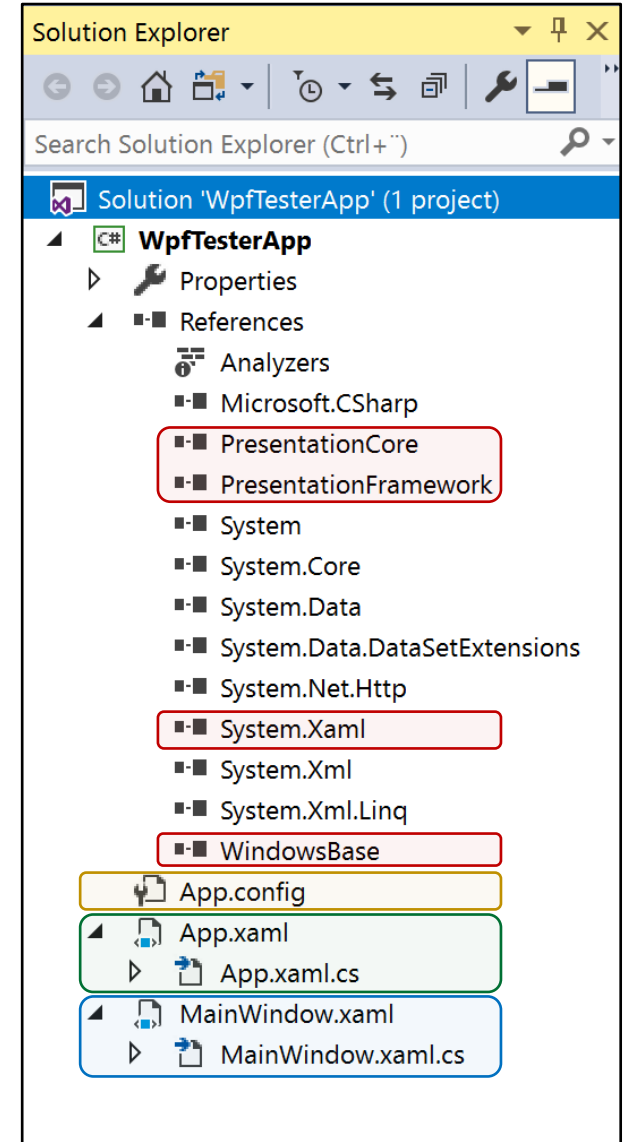 Solution Explorer
Search Solution Explorer (Ctrl+¨)
Solution 'WpfTesterApp' (1 project)
C# WpfTesterApp
Properties
References
Analyzers
Microsoft.CSharp
PresentationCore
PresentationFramework
System
System.Core
System.Data
System.Data.DataSetExtensions
System.Net.Http
System.Xaml
System.Xml
System.Xml.Linq
WindowsBase
App.config
App.xaml
App.xaml.cs
MainWindow.xaml
MainWindow.xaml.cs